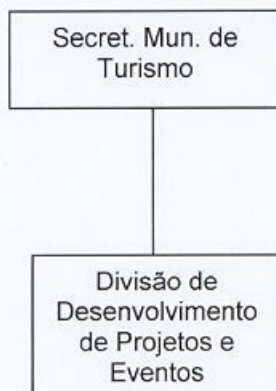 Secret. Mun. de
Turismo
Divisão de
Desenvolvimento
de Projetos e
Eventos